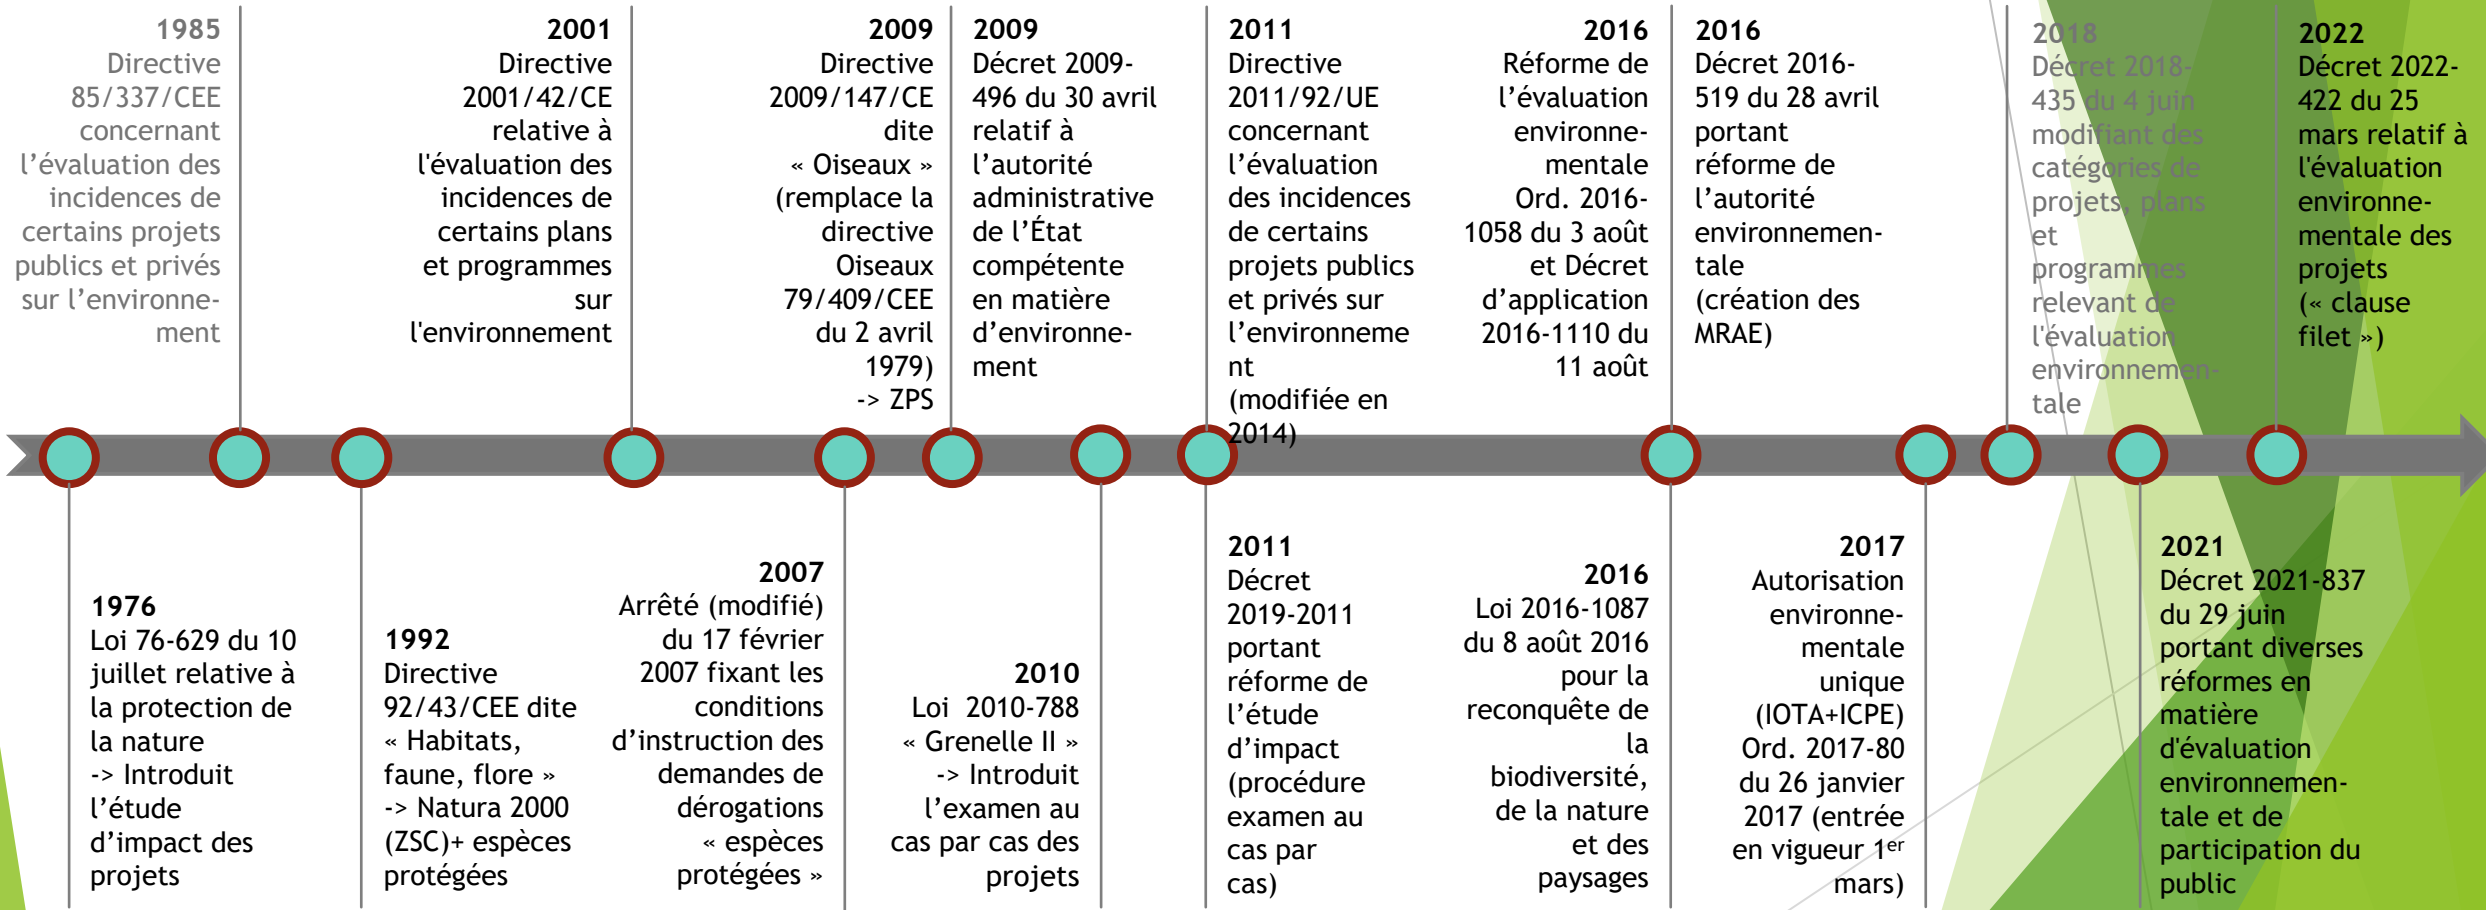 1985
Directive
85/337/CEE
concernant
l’évaluation des
incidences de
certains projets
publics et privés
sur l’environne-
ment
2001
Directive
2001/42/CE
relative à
l'évaluation des
incidences de
certains plans
et programmes
sur
l'environnement
2009
Directive
2009/147/CE
dite
« Oiseaux »
(remplace la
directive
Oiseaux
79/409/CEE
du 2 avril
1979)
-> ZPS
2009
Décret 2009-
496 du 30 avril
relatif à
l’autorité
administrative
de l’État
compétente
en matière
d’environne-
ment
2011
Directive
2011/92/UE
concernant
l’évaluation
des incidences
de certains
projets publics
et privés sur
l’environneme
nt
(modifiée en
2014)
2016
Réforme de
l’évaluation
environne-
mentale
Ord. 2016-
1058 du 3 août
et Décret
d’application
2016-1110 du
11 août
2016
Décret 2016-
519 du 28 avril
portant
réforme de
l’autorité
environnemen-
tale
(création des
MRAE)
2018
Décret 2018-
435 du 4 juin
modifiant des
catégories de
projets, plans
et
programmes
relevant de
l'évaluation
environnemen-
tale
2022
Décret 2022-
422 du 25
mars relatif à
l'évaluation
environne-
mentale des
projets
(« clause
filet »)
1976
Loi 76-629 du 10
juillet relative à
la protection de
la nature
-> Introduit
l’étude
d’impact des
projets
1992
Directive
92/43/CEE dite
« Habitats,
faune, flore »
-> Natura 2000
(ZSC)+ espèces
protégées
2007
Arrêté (modifié)
du 17 février
2007 fixant les
conditions
d’instruction des
demandes de
dérogations
« espèces
protégées »
2010
Loi 2010-788
« Grenelle II »
-> Introduit
l’examen au
cas par cas des
projets
2011
Décret
2019-2011
portant
réforme de
l’étude
d’impact
(procédure
examen au
cas par
cas)
2016
Loi 2016-1087
du 8 août 2016
pour la
reconquête de
la
biodiversité,
de la nature
et des
paysages
2017
Autorisation
environne-
mentale
unique
(IOTA+ICPE)
Ord. 2017-80
du 26 janvier
2017 (entrée
en vigueur 1er
mars)
2021
Décret 2021-837
du 29 juin
portant diverses
réformes en
matière
d'évaluation
environnemen-
tale et de
participation du
public